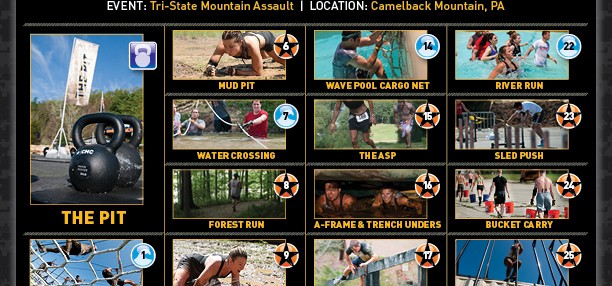 EVENT: Tri-State Mountain Assault | LOCATION: Camelback Mountain, PA
6
14
22
MUD PIT
WAVE POOL CARGO NET
RIVER RUN
7
15
23
WATER CROSSING
THE ASP
SLED PUSH
8
16
24
THE PIT
FOREST RUN
A-FRAME & TRENCH UNDERS
BUCKET CARRY
1
9
17
25